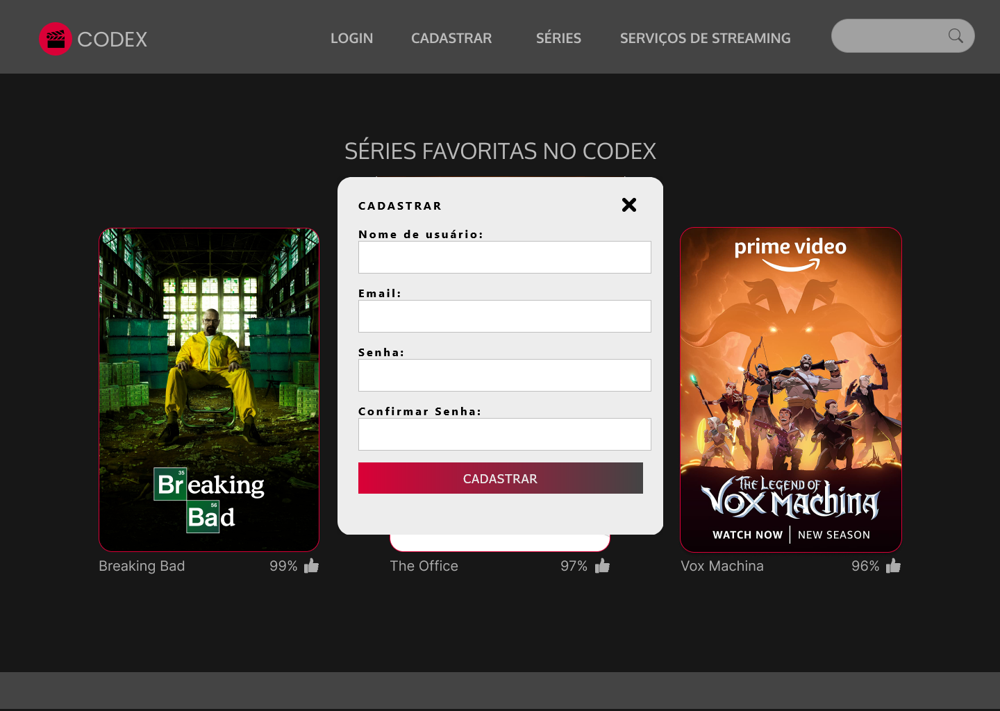 CODEX
LOGIN
CADASTRAR
SÉRIES
SERVIÇOS DE STREAMING
SÉRIES FAVORITAS NO CODEX
CADASTRAR
Nome de usuário:
Email:
Senha:
Confirmar Senha:
CADASTRAR
35
Breaking
56
Bad
prime video
THE LEGEND OF
VOX MACHINA
WATCH NOW | NEW SEASON
Breaking Bad
99%
The Office
97%
Vox Machina
96%